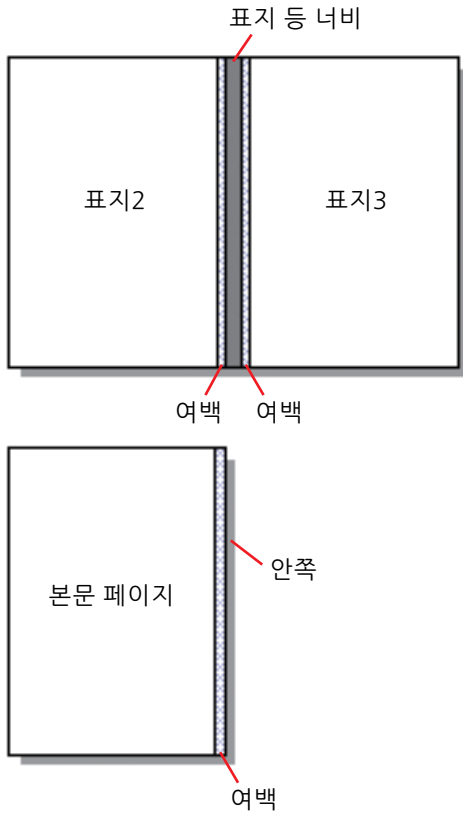 표지 등 너비
표지2
표지3
여백
여백
안쪽
본문 페이지
여백